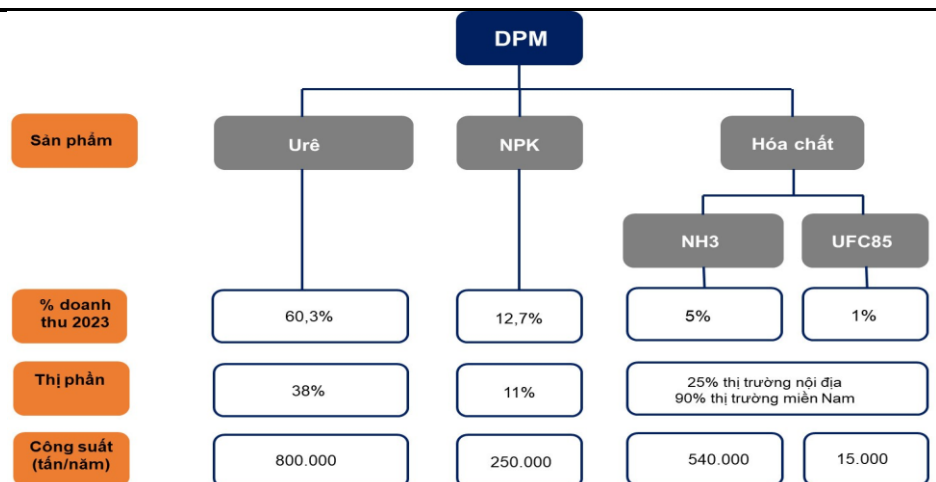 DPM
Sản phẩm
Urê
NPK
Hóa chất
NH3
UFC85
% doanh
thu 2023
60,3%
12,7%
5%
1%
Thị phần
38%
11%
25% thị trường nội địa
90% thị trường miền Nam
Công suất
(tấn/năm)
800.000
250.000
540.000
15.000